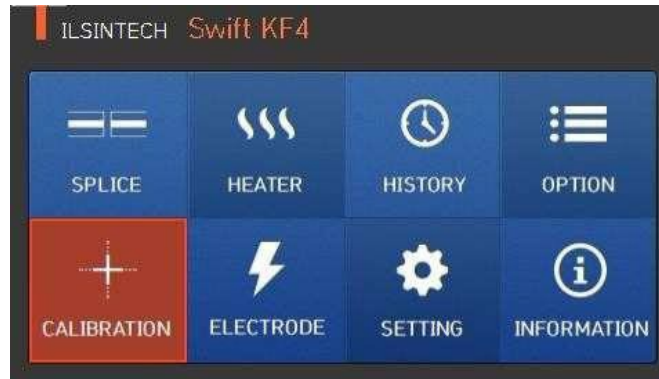 ILSINTECH Swift KF4
SPLICE HEATER HISTORY OPTION
CALIBRATION ELECTRODE SETTING INFORMATION